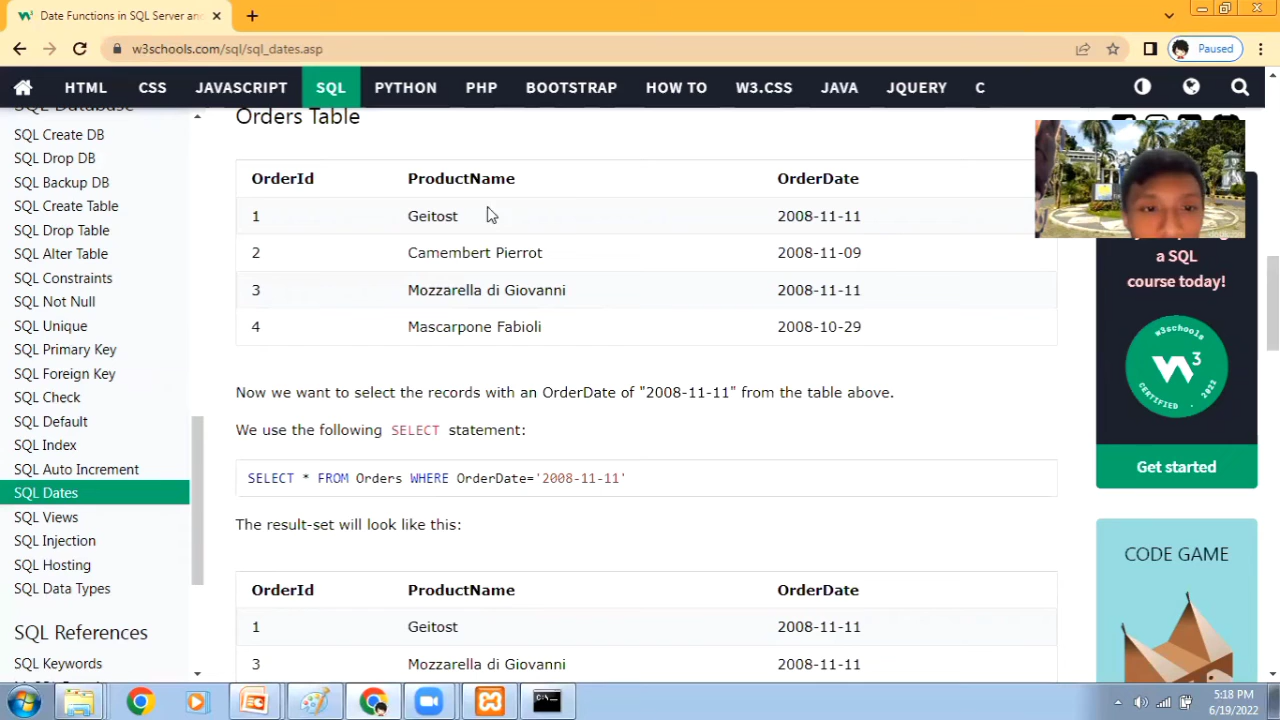 Date Functions in SQL Server and
w3schools.com/sql/sql_dates.asp
Paused
HTML CSS JAVASCRIPT SQL PYTHON PHP BOOTSTRAP HOW TO W3.CSS JAVA JQUERY C
SQL Database
SQL Create DB
SQL Drop DB
SQL Backup DB
SQL Create Table
SQL Drop Table
SQL Alter Table
SQL Constraints
SQL Not Null
SQL Unique
SQL Primary Key
SQL Foreign Key
SQL Check
SQL Default
SQL Index
SQL Auto Increment
SQL Dates
SQL Views
SQL Injection
SQL Hosting
SQL Data Types
SQL References
SQL Keywords
Orders Table
OrderId ProductName OrderDate
1 Geitost 2008-11-11
2 Camembert Pierrot 2008-11-09
3 Mozzarella di Giovanni 2008-11-11
4 Mascarpone Fabioli 2008-10-29
Now we want to select the records with an OrderDate of "2008-11-11" from the table above.
We use the following SELECT statement:
SELECT * FROM Orders WHERE OrderDate='2008-11-11'
The result-set will look like this:
OrderId ProductName OrderDate
1 Geitost 2008-11-11
3 Mozzarella di Giovanni 2008-11-11
a SQL
course today!
w3schools
CERTIFIED . 2022
Get started
CODE GAME
5:18 PM
6/19/2022